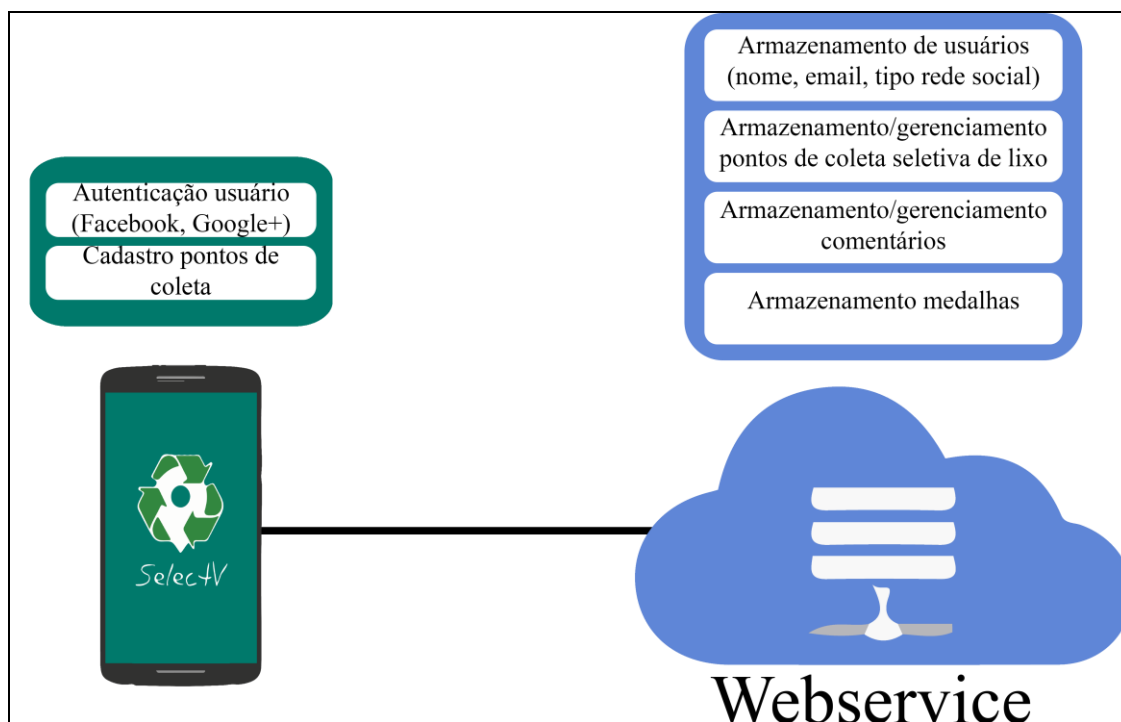 Autenticação usuário
(Facebook, Google+)
Cadastro pontos de
coleta
SelectV
Armazenamento de usuários
(nome, email, tipo rede social)
Armazenamento/gerenciamento
pontos de coleta seletiva de lixo
Armazenamento/gerenciamento
comentários
Armazenamento medalhas
Webservice